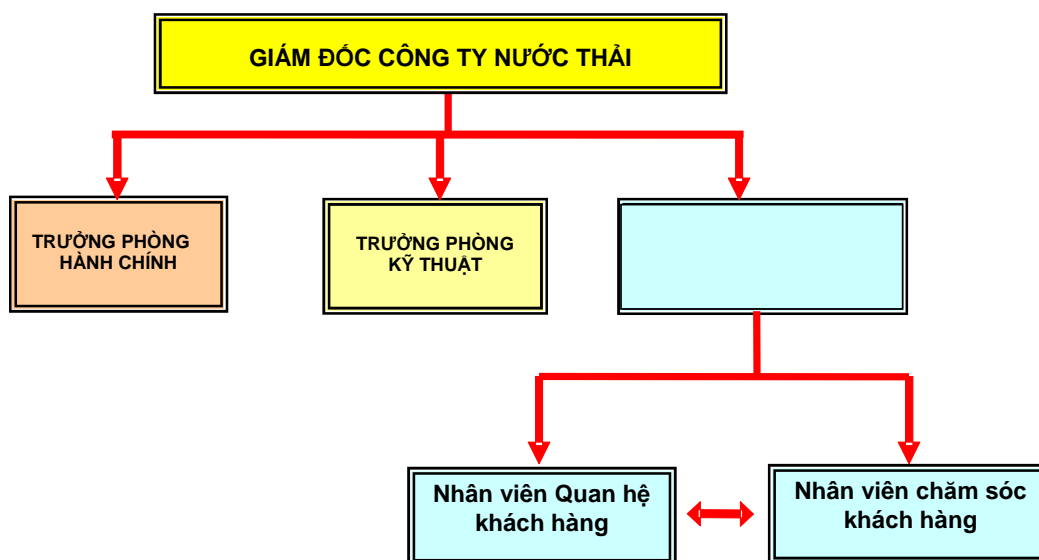 GIÁM ĐỐC CÔNG TY NƯỚC THẢI
TRƯỞNG PHÒNG
HÀNH CHÍNH
TRƯỞNG PHÒNG
KỸ THUẬT
Nhân viên Quan hệ
khách hàng
Nhân viên chăm sóc
khách hàng